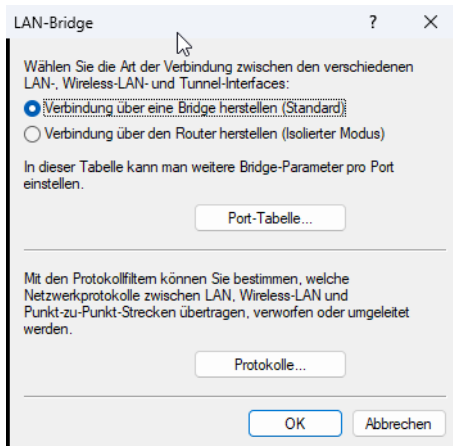 LAN-Bridge ? ×
Wählen Sie die Art der Verbindung zwischen den verschiedenen
LAN-, Wireless-LAN- und Tunnel-Interfaces:
Verbindung über eine Bridge herstellen (Standard)
Verbindung über den Router herstellen (Isolierter Modus)
In dieser Tabelle kann man weitere Bridge-Parameter pro Port
einstellen.
Port-Tabelle...
Mit den Protokollfiltern können Sie bestimmen, welche
Netzwerkprotokolle zwischen LAN, Wireless-LAN und
Punkt-zu-Punkt-Strecken übertragen, verworfen oder umgeleitet
werden.
Protokolle...
OK Abbrechen